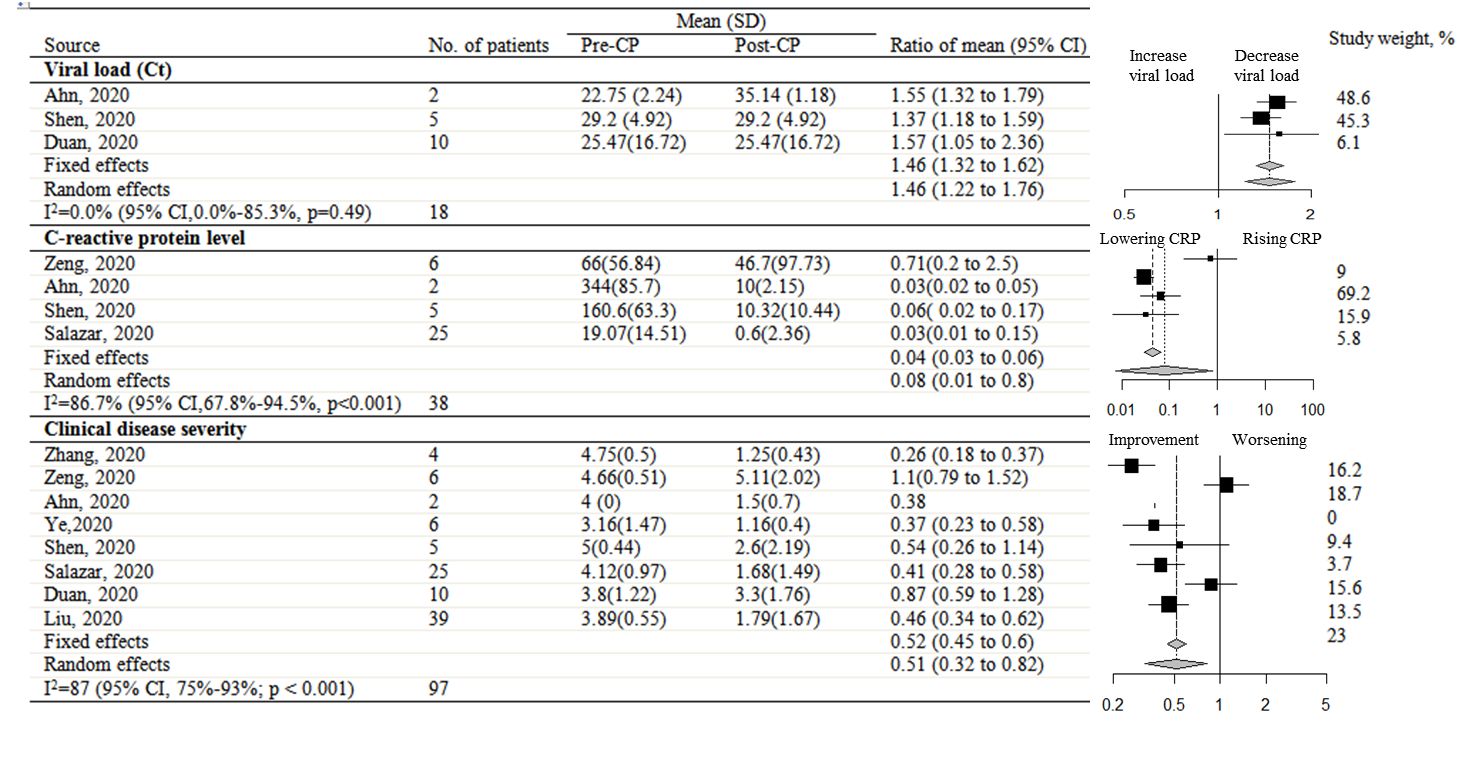 Mean (SD)
Source No. of patients Pre-CP Post-CP Ratio of mean (95% CI) Study weight, %
Viral load (Ct)
Increase viral load Decrease viral load
Ahn, 2020 2 22.75 (2.24) 35.14 (1.18) 1.55 (1.32 to 1.79) 48.6
Shen, 2020 5 29.2 (4.92) 29.2 (4.92) 1.37 (1.18 to 1.59) 45.3
Duan, 2020 10 25.47(16.72) 25.47(16.72) 1.57 (1.05 to 2.36) 6.1
Fixed effects 1.46 (1.32 to 1.62)
Random effects 1.46 (1.22 to 1.76)
I²=0.0% (95% CI,0.0%-85.3%, p=0.49) 18
0.5 1 2
C-reactive protein level
Lowering CRP Rising CRP
Zeng, 2020 6 66(56.84) 46.7(97.73) 0.71(0.2 to 2.5) 9
Ahn, 2020 2 344(85.7) 10(2.15) 0.03(0.02 to 0.05) 69.2
Shen, 2020 5 160.6(63.3) 10.32(10.44) 0.06( 0.02 to 0.17) 15.9
Salazar, 2020 25 19.07(14.51) 0.6(2.36) 0.03(0.01 to 0.15) 5.8
Fixed effects 0.04 (0.03 to 0.06)
Random effects 0.08 (0.01 to 0.8)
I²=86.7% (95% CI,67.8%-94.5%, p<0.001) 38
0.01 0.1 1 10 100
Clinical disease severity
Improvement Worsening
Zhang, 2020 4 4.75(0.5) 1.25(0.43) 0.26 (0.18 to 0.37) 16.2
Zeng, 2020 6 4.66(0.51) 5.11(2.02) 1.1(0.79 to 1.52) 18.7
Ahn, 2020 2 4 (0) 1.5(0.7) 0.38 0
Ye,2020 6 3.16(1.47) 1.16(0.4) 0.37 (0.23 to 0.58) 9.4
Shen, 2020 5 5(0.44) 2.6(2.19) 0.54 (0.26 to 1.14) 3.7
Salazar, 2020 25 4.12(0.97) 1.68(1.49) 0.41 (0.28 to 0.58) 15.6
Duan, 2020 10 3.8(1.22) 3.3(1.76) 0.87 (0.59 to 1.28) 13.5
Liu, 2020 39 3.89(0.55) 1.79(1.67) 0.46 (0.34 to 0.62) 23
Fixed effects 0.52 (0.45 to 0.6)
Random effects 0.51 (0.32 to 0.82)
I²=87 (95% CI, 75%-93%; p < 0.001) 97
0.2 0.5 1 2 5